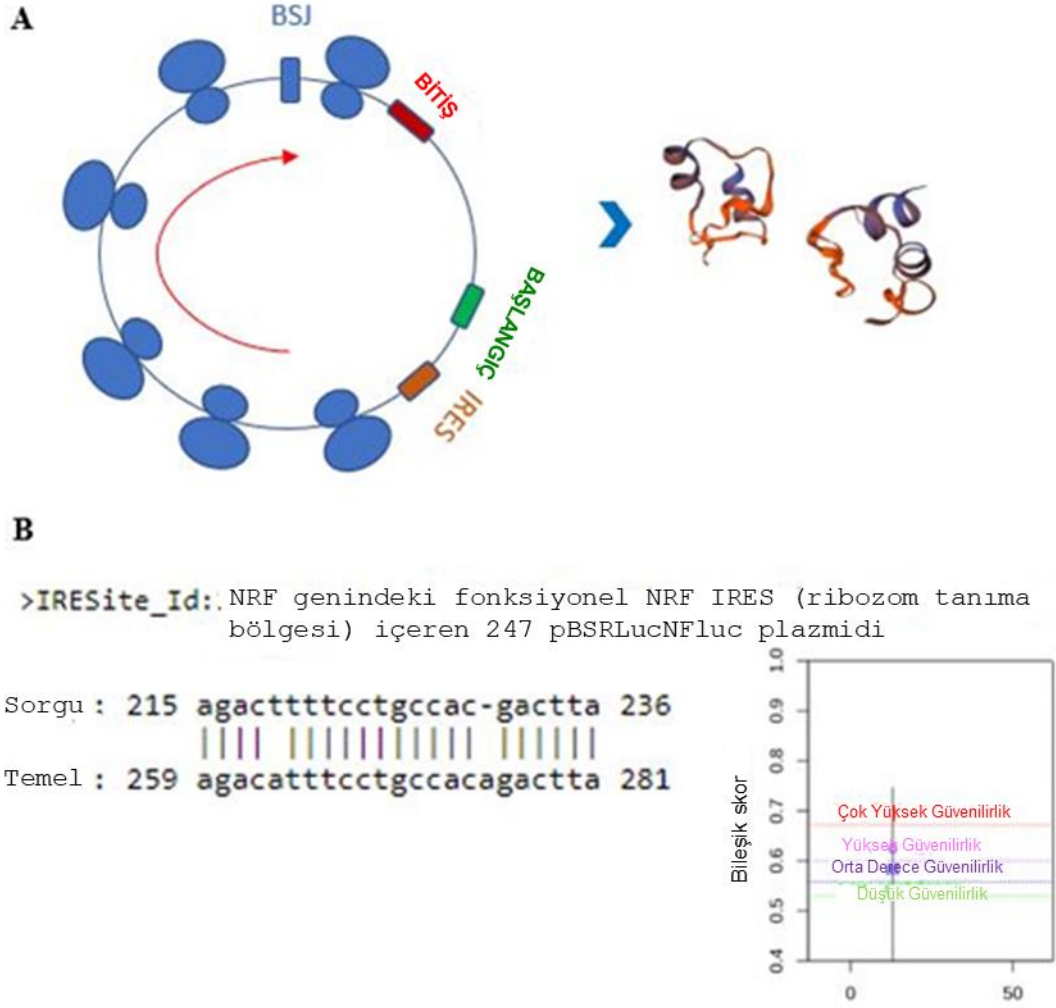 A
BSJ
BİTİŞ
BAŞLANGIÇ
IRES
B
>IRESite_Id:. NRF genindeki fonksiyonel NRF IRES (ribozom tanıma
bölgesi) içeren 247 pBSRLucNFluc plazmidi
Sorgu : 215 agacttttcctgccac-gactta 236
Temel : 259 agacatttcctgccacagactta 281
Bileşik skor
1.0
0.9
0.8
0.7
0.6
0.5
0.4
Çok Yüksek Güvenilirlik
Yüksek Güvenilirlik
Orta Derece Güvenilirlik
Düşük Güvenilirlik
0 50